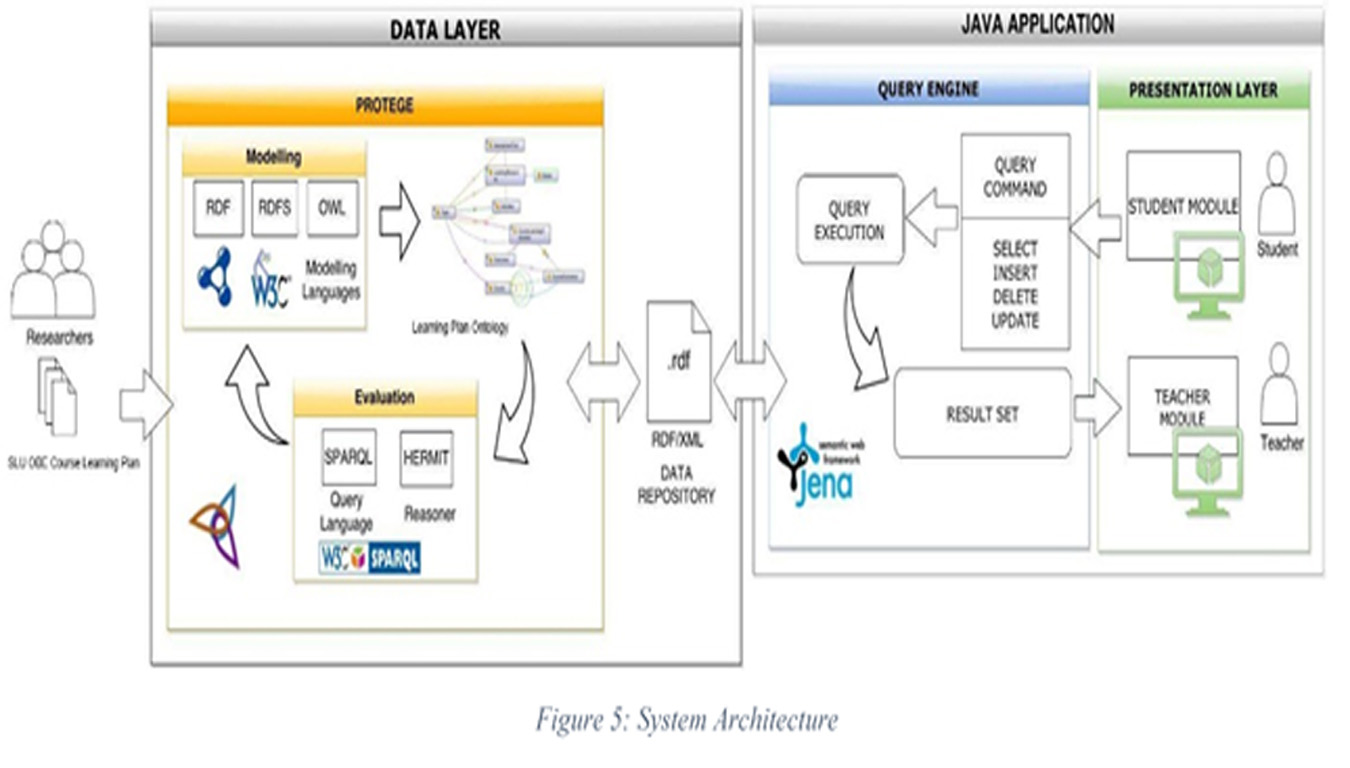 DATA LAYER
PROTEGE
Modelling
RDF
RDFS
OWL
W3C
Modelling
Languages
Learning Plan Ontology
Researchers
SLU OGC Course Learning Plan
Evaluation
SPARQL
HERMIT
Query
Language
Reasoner
W3C SPARQL
.rdf
RDF/XML
DATA
REPOSITORY
JAVA APPLICATION
QUERY ENGINE
QUERY
EXECUTION
QUERY
COMMAND
SELECT
INSERT
DELETE
UPDATE
RESULT SET
semantic web
framework
Jena
PRESENTATION LAYER
STUDENT MODULE
Student
TEACHER
MODULE
Teacher
Figure 5: System Architecture